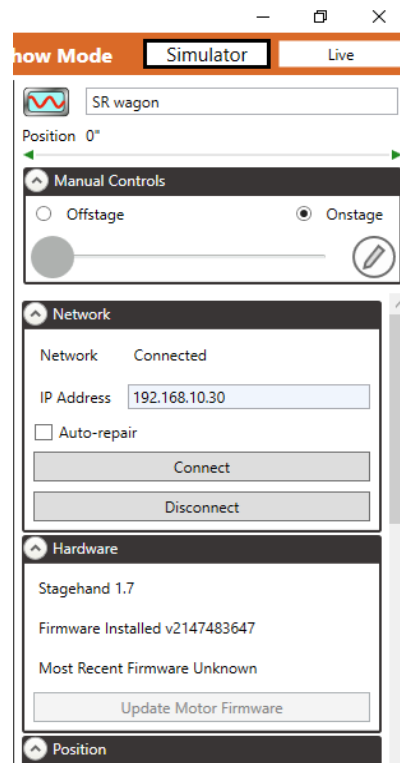 how Mode Simulator Live
SR wagon
Position 0"
Manual Controls
Offstage Onstage
Network
Network Connected
IP Address 192.168.10.30
Auto-repair
Connect
Disconnect
Hardware
Stagehand 1.7
Firmware Installed v2147483647
Most Recent Firmware Unknown
Update Motor Firmware
Position